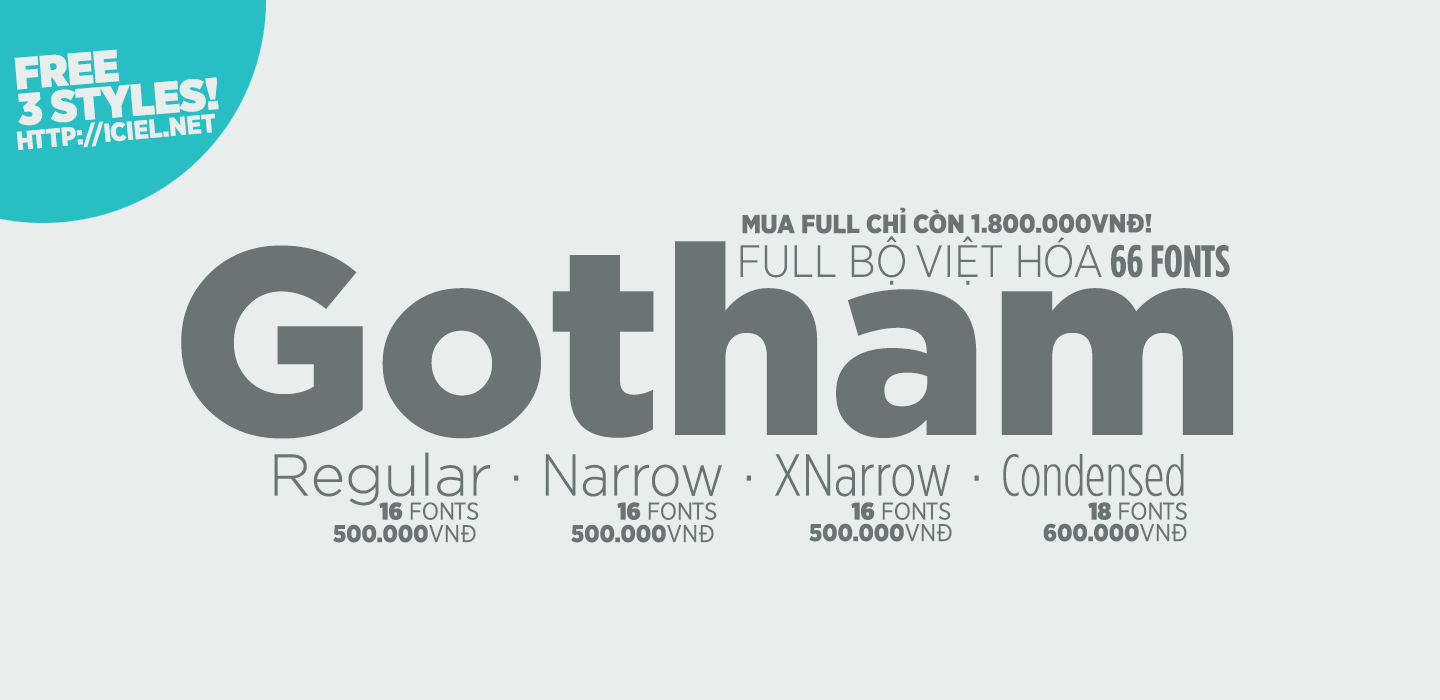 FREE
3 STYLES!
HTTP://ICIEL.NET
MUA FULL CHỈ CÒN 1.800.000VNĐ!
FULL BỘ VIỆT HÓA 66 FONTS
Gotham
Regular · Narrow · XNarrow · Condensed
16 FONTS 16 FONTS 16 FONTS 18 FONTS
500.000VNĐ 500.000VNĐ 500.000VNĐ 600.000VNĐ